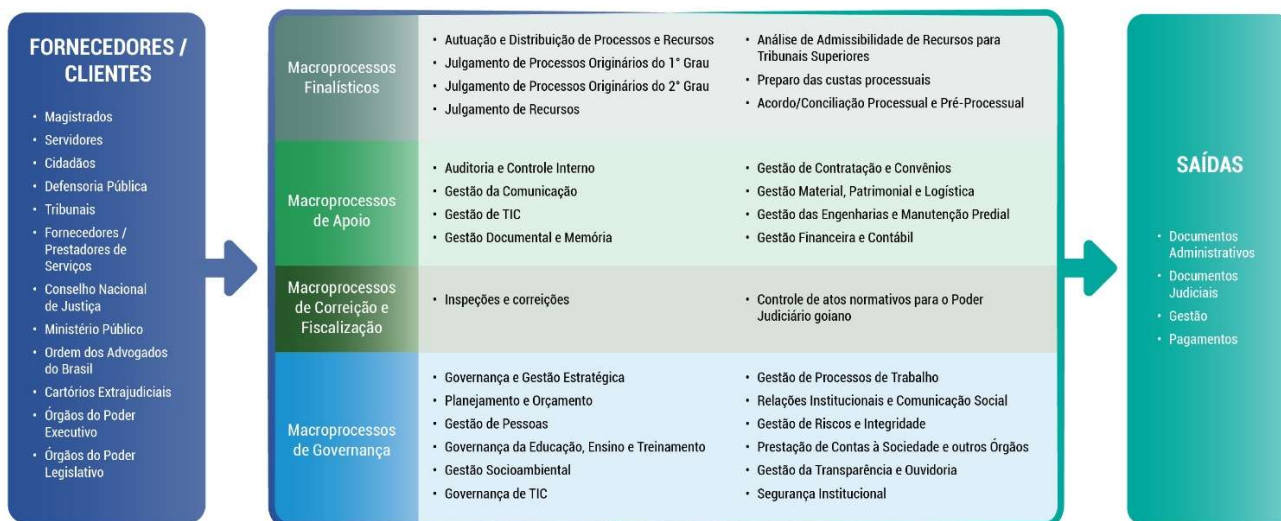 FORNECEDORES /
CLIENTES
• Magistrados
• Servidores
• Cidadãos
• Defensoria Pública
• Tribunais
• Fornecedores /
Prestadores de
Serviços
• Conselho Nacional
de Justiça
• Ministério Público
• Ordem dos Advogados
do Brasil
• Cartórios Extrajudiciais
• Órgãos do Poder
Executivo
• Órgãos do Poder
Legislativo
Macroprocessos
Finalísticos
• Autuação e Distribuição de Processos e Recursos
• Julgamento de Processos Originários do 1° Grau
• Julgamento de Processos Originários do 2° Grau
• Julgamento de Recursos
• Análise de Admissibilidade de Recursos para
Tribunais Superiores
• Preparo das custas processuais
• Acordo/Conciliação Processual e Pré-Processual
Macroprocessos
de Apoio
• Auditoria e Controle Interno
• Gestão da Comunicação
• Gestão de TIC
• Gestão Documental e Memória
• Gestão de Contratação e Convênios
• Gestão Material, Patrimonial e Logística
• Gestão das Engenharias e Manutenção Predial
• Gestão Financeira e Contábil
Macroprocessos
de Correição e
Fiscalização
• Inspeções e correições
• Controle de atos normativos para o Poder
Judiciário goiano
Macroprocessos
de Governança
• Governança e Gestão Estratégica
• Planejamento e Orçamento
• Gestão de Pessoas
• Governança da Educação, Ensino e Treinamento
• Gestão Socioambiental
• Governança de TIC
• Gestão de Processos de Trabalho
• Relações Institucionais e Comunicação Social
• Gestão de Riscos e Integridade
• Prestação de Contas à Sociedade e outros Órgãos
• Gestão da Transparência e Ouvidoria
• Segurança Institucional
SAÍDAS
• Documentos
Administrativos
• Documentos
Judiciais
• Gestão
• Pagamentos